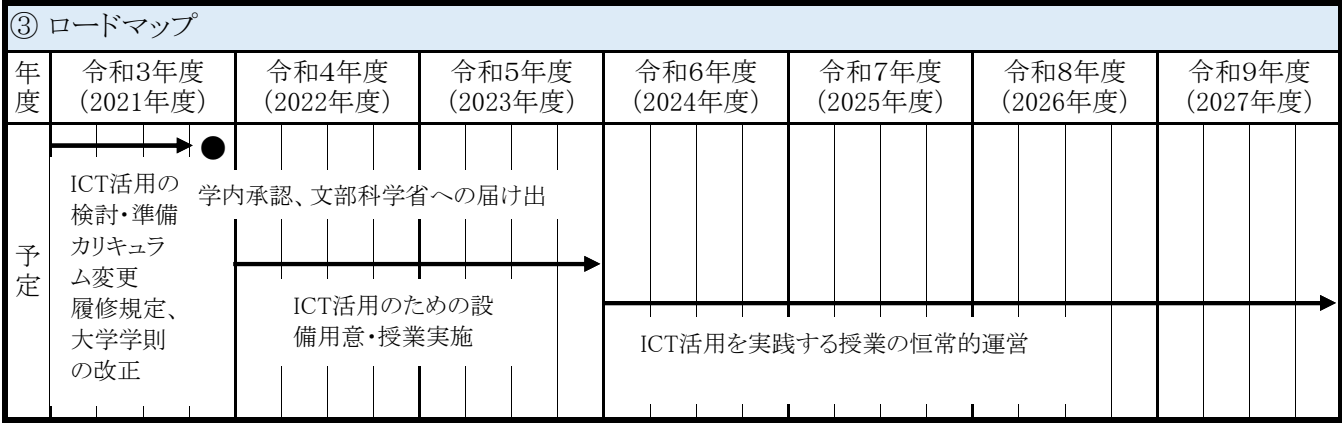 ③ ロードマップ
年度
令和3年度
（2021年度）
令和4年度
（2022年度）
令和5年度
（2023年度）
令和6年度
（2024年度）
令和7年度
（2025年度）
令和8年度
（2026年度）
令和9年度
（2027年度）
予定
ICT活用の
検討・準備
カリキュラ
ム変更
履修規定、
大学学則
の改正
学内承認、文部科学省への届け出
ICT活用のための設
備用意・授業実施
ICT活用を実践する授業の恒常的運営